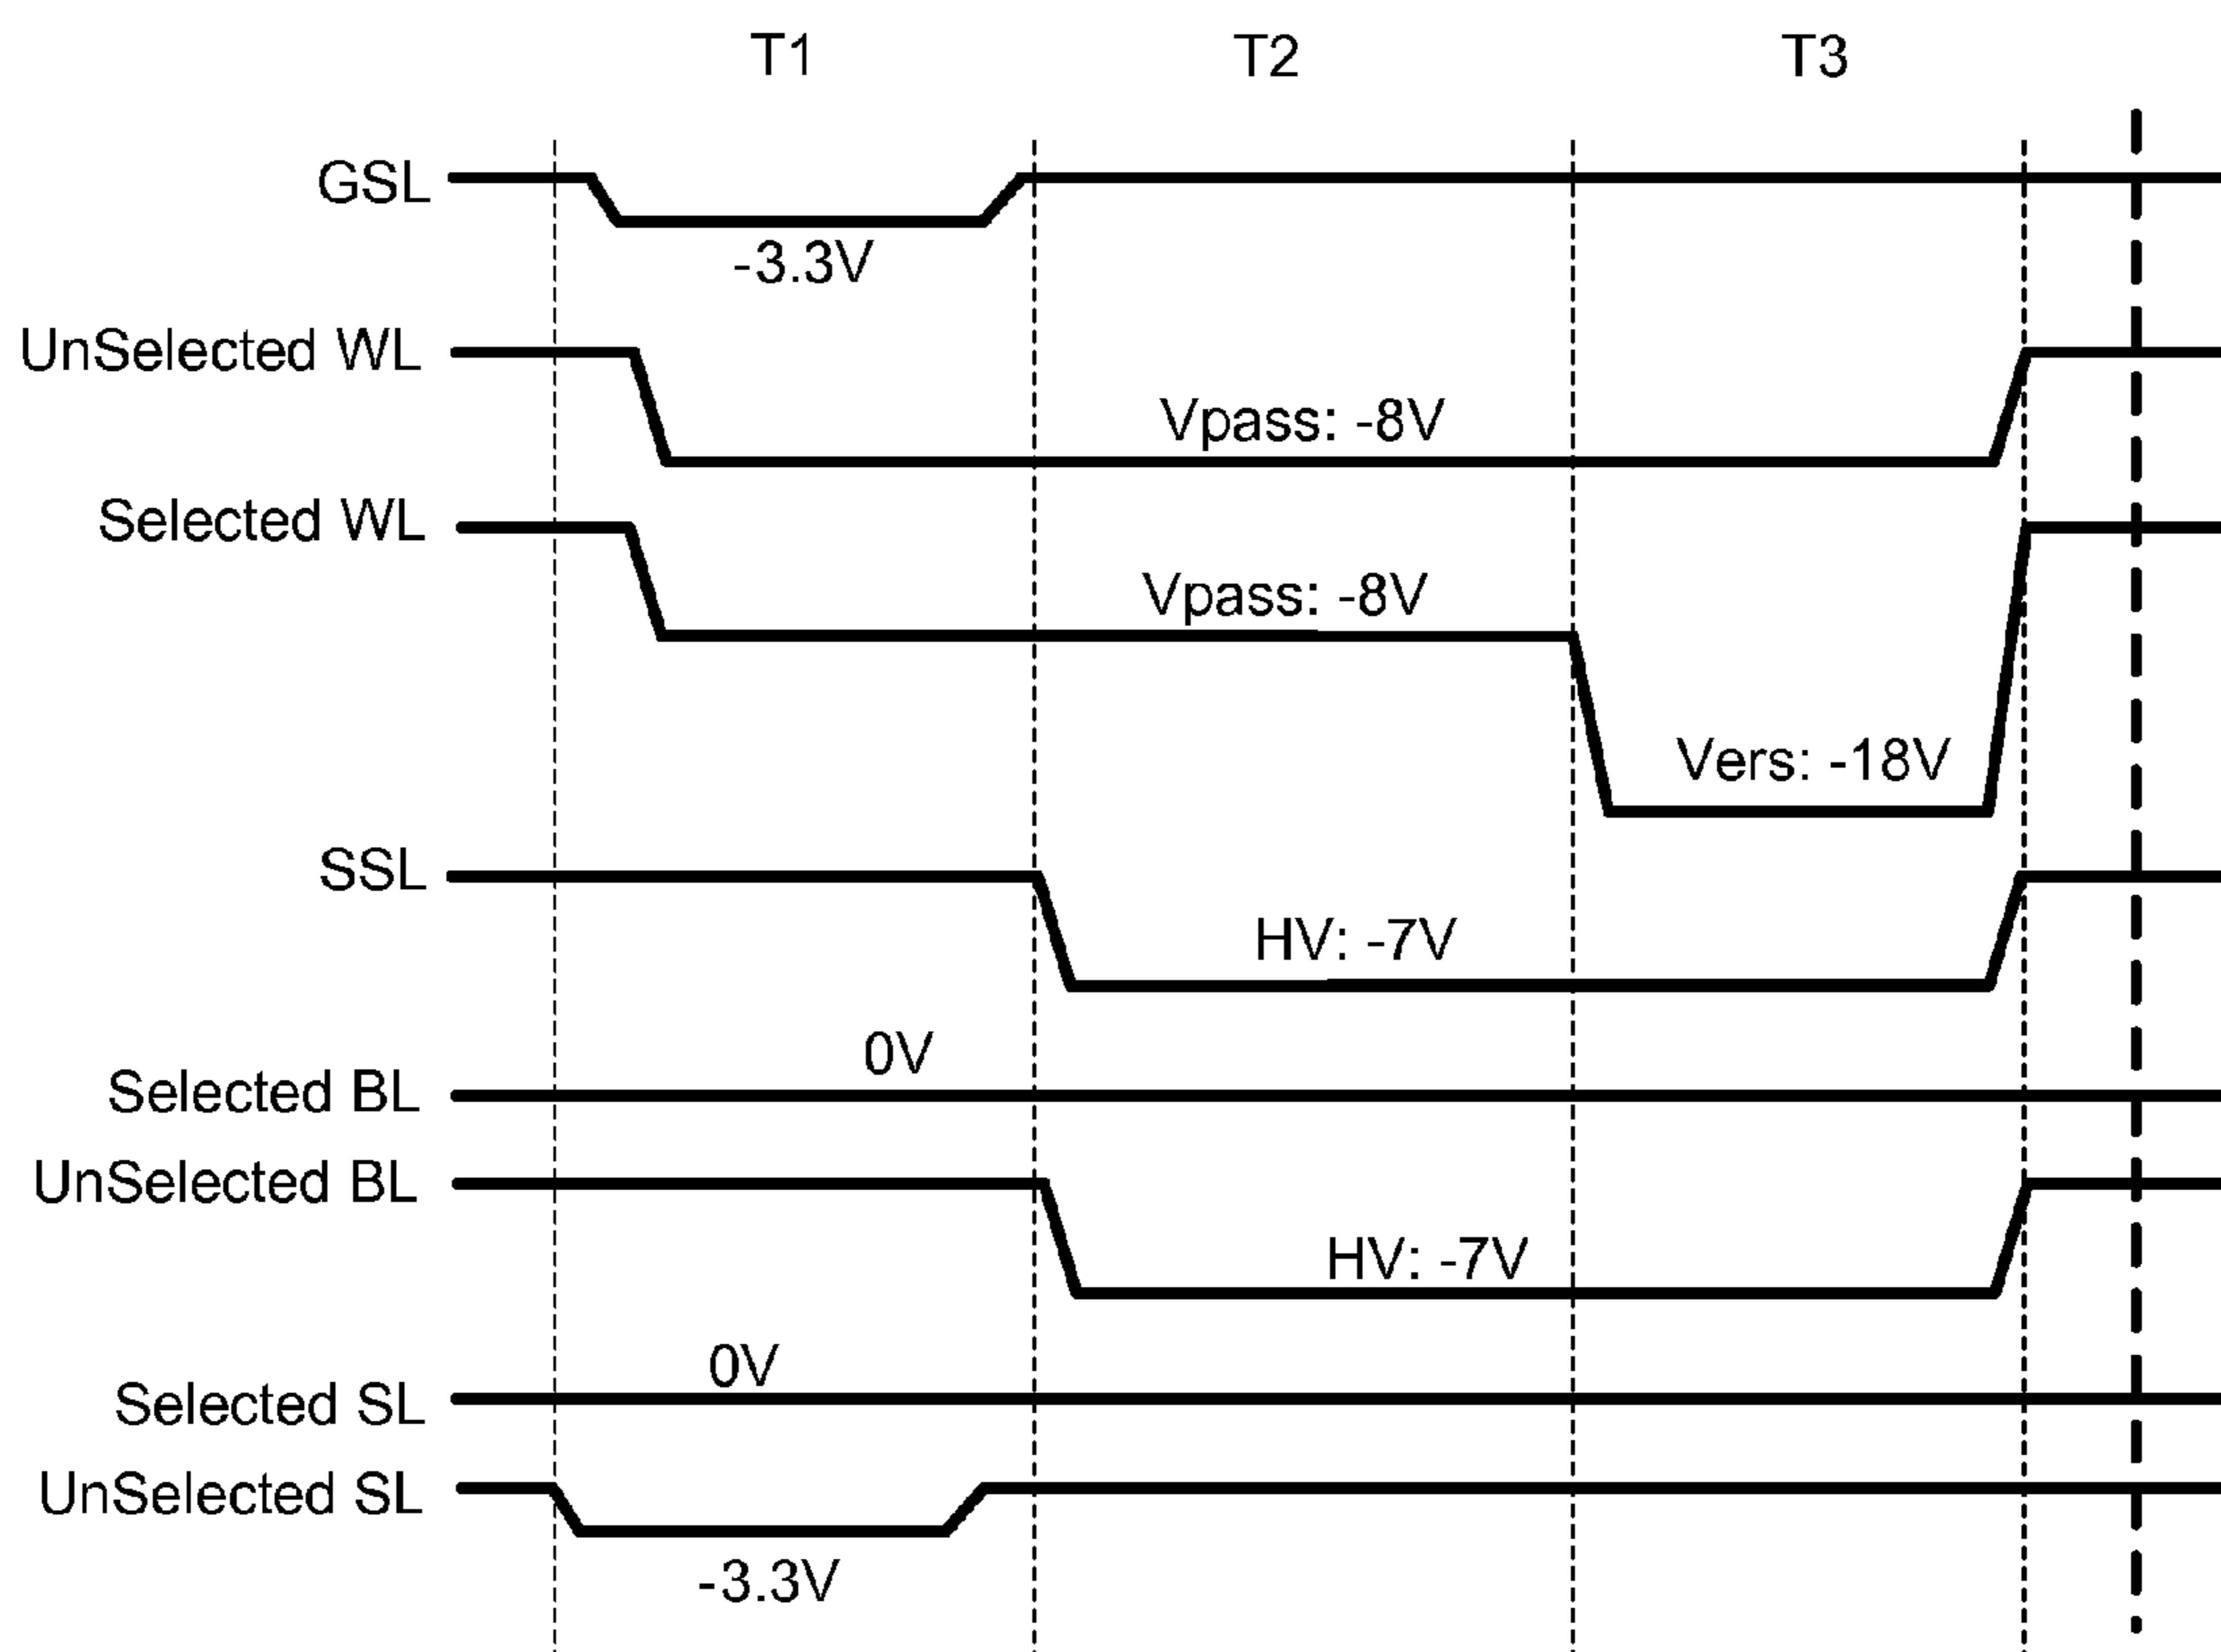 T1 T2 T3
GSL
-3.3V
UnSelected WL
Vpass: -8V
Selected WL
Vpass: -8V
Vers: -18V
SSL
HV: -7V
0V
Selected BL
UnSelected BL
HV: -7V
0V
Selected SL
UnSelected SL
-3.3V